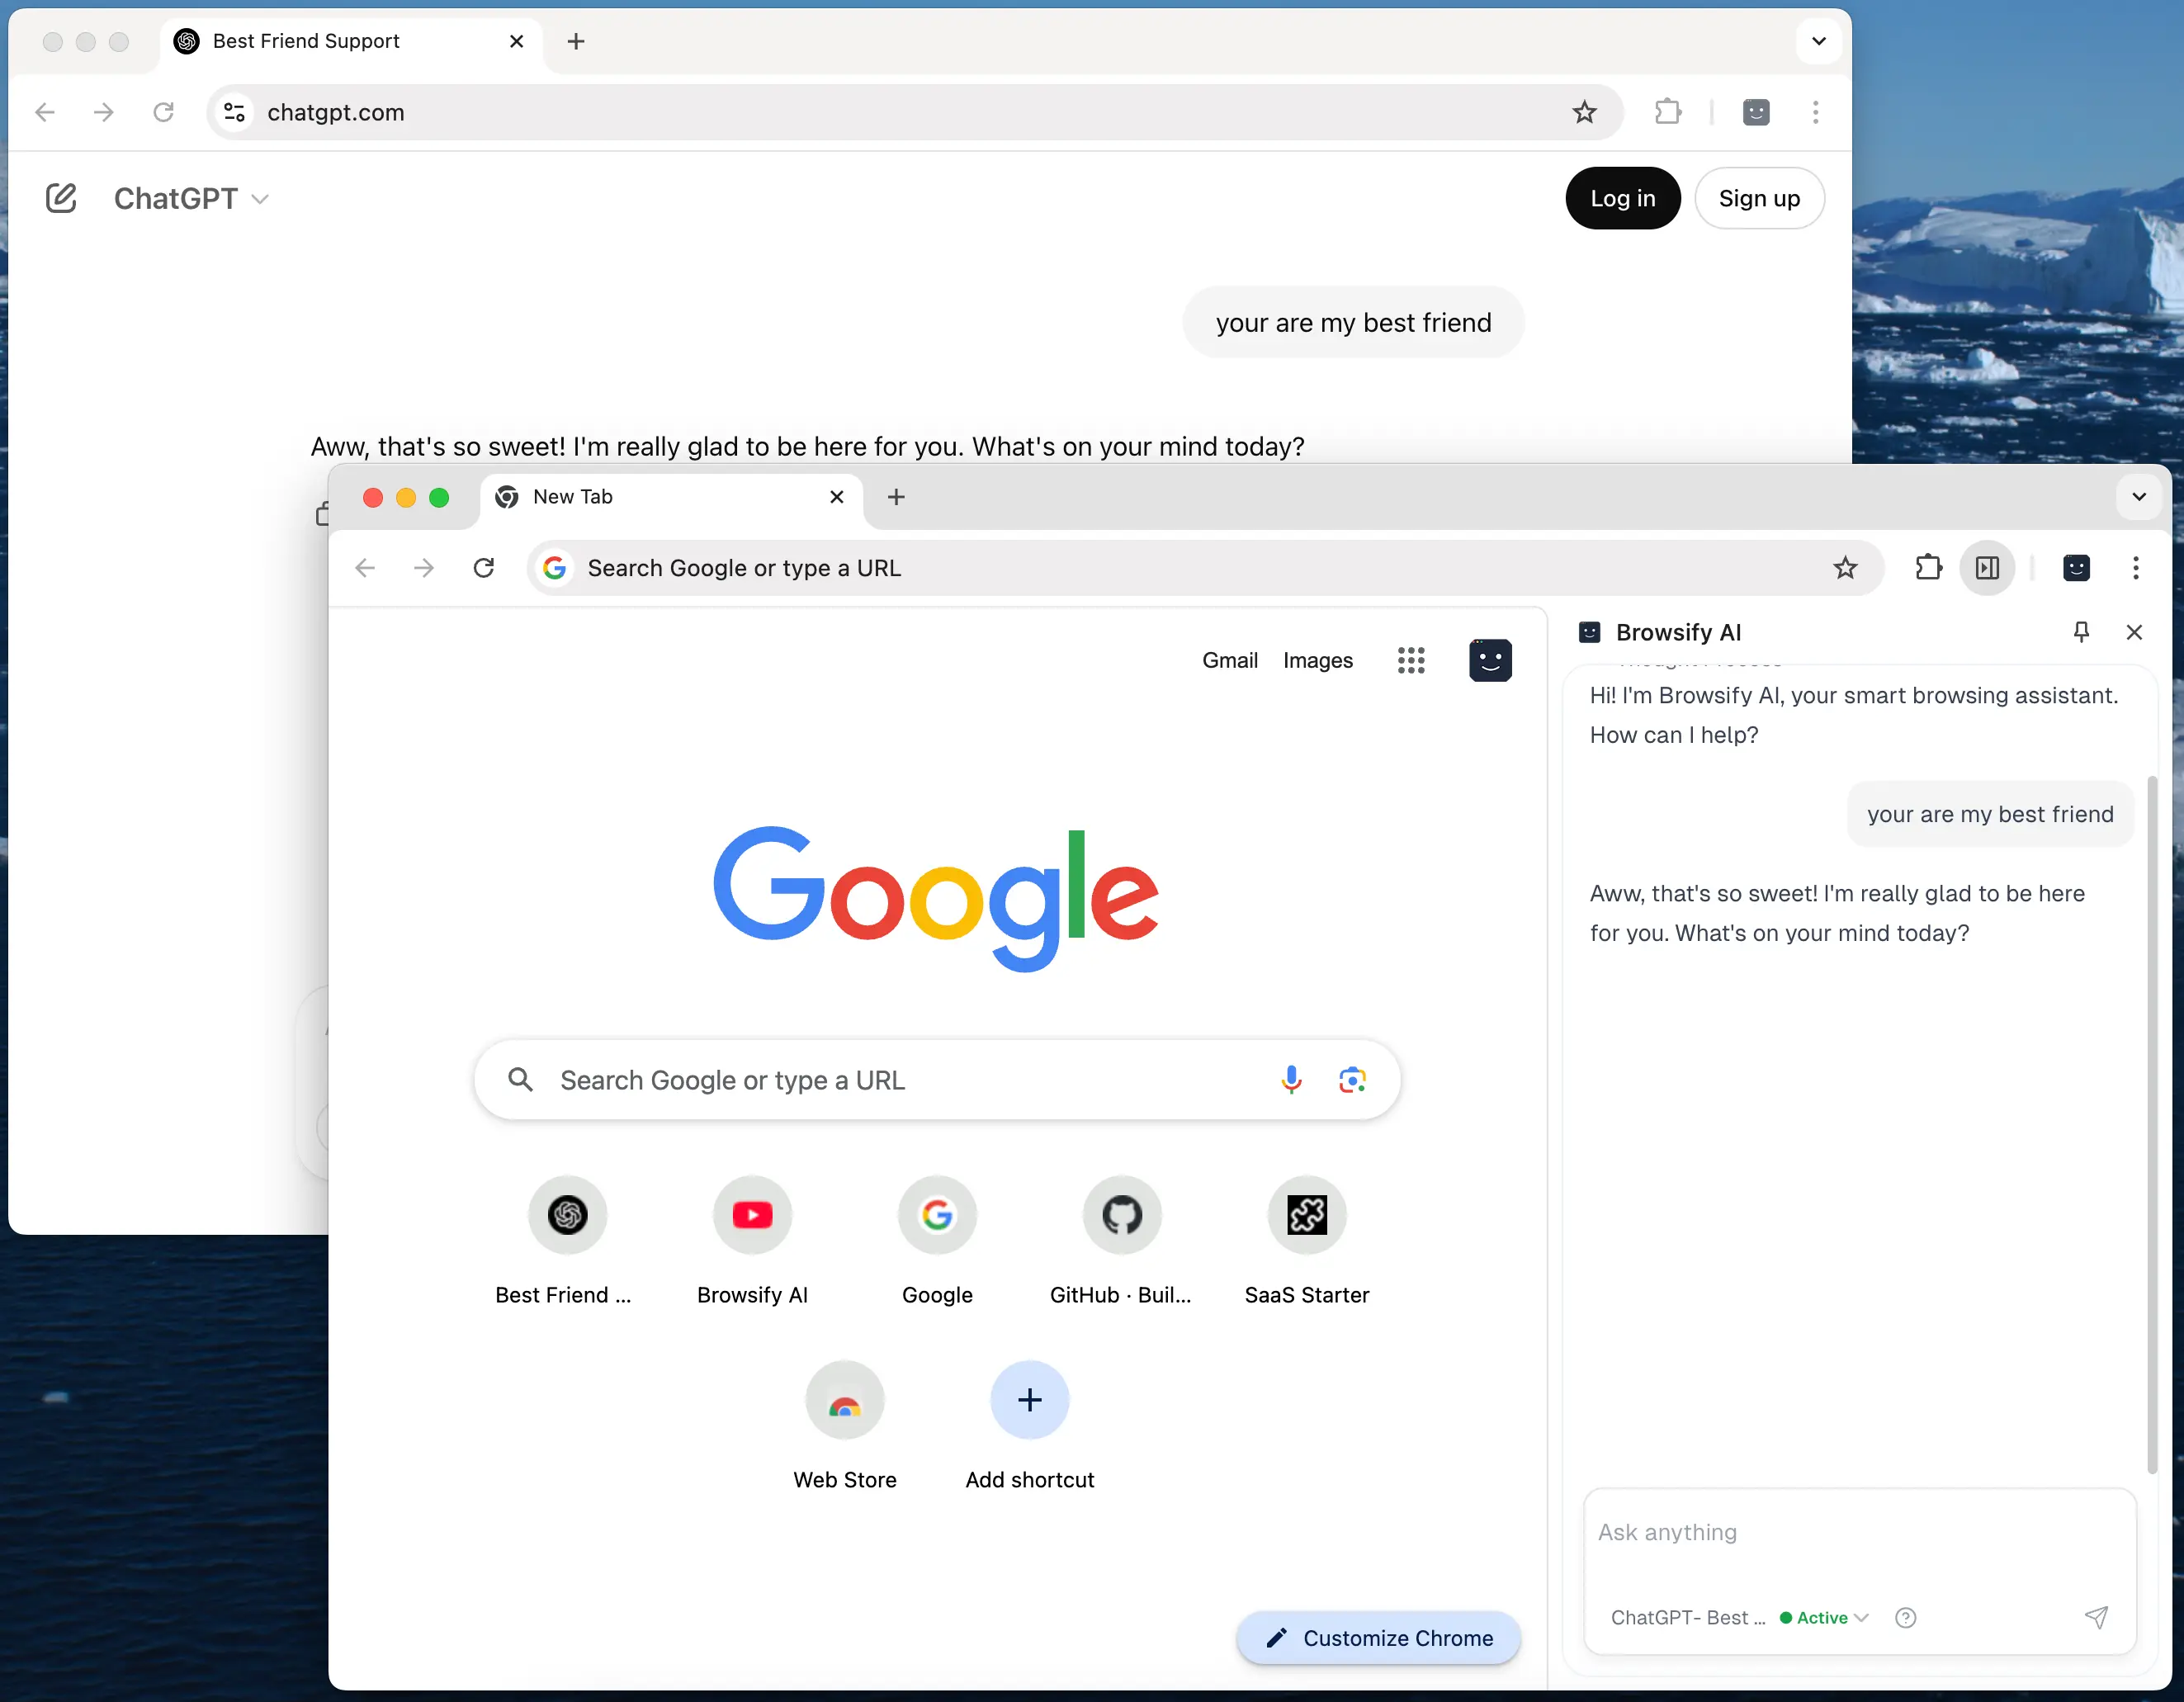 Best Friend Support
chatgpt.com
ChatGPT
Log in
Sign up
your are my best friend
Aww, that's so sweet! I'm really glad to be here for you. What's on your mind today?
New Tab
Search Google or type a URL
Gmail
Images
Google
Search Google or type a URL
Best Friend ...
Browsify AI
Google
GitHub · Buil...
SaaS Starter
Web Store
Add shortcut
Customize Chrome
Browsify AI
Hi! I'm Browsify AI, your smart browsing assistant.
How can I help?
your are my best friend
Aww, that's so sweet! I'm really glad to be here
for you. What's on your mind today?
Ask anything
ChatGPT- Best ...
Active